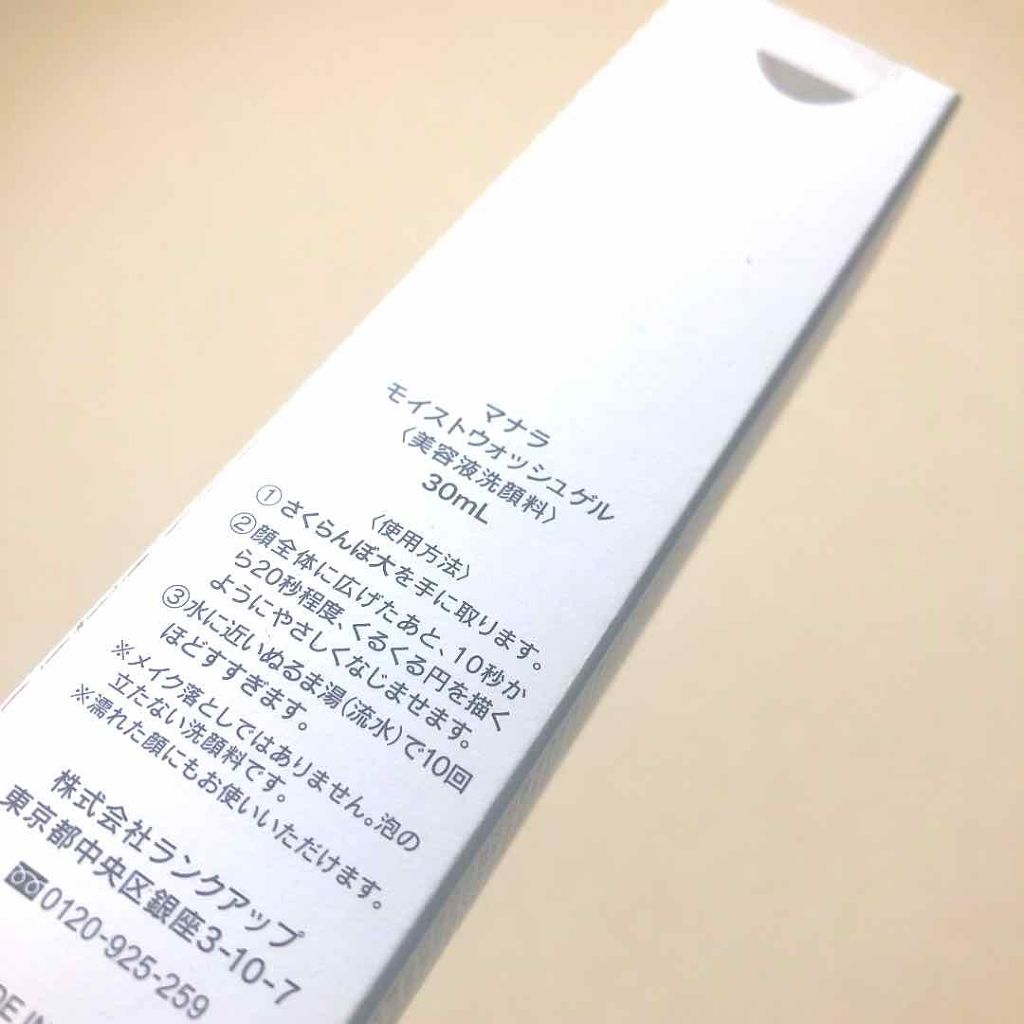 マナラ
モイストウォッシュゲル
〈美容液洗顔料〉
30mL
〈使用方法〉
①さくらんぼ大を手に取ります。
②顔全体に広げたあと、10秒か
ら20秒程度、くるくる円を描く
ようにやさしくなじませます。
③水に近いぬるま湯(流水)で10回
ほどすすぎます。
※メイク落としではありません。泡の
立たない洗顔料です。
※濡れた顔にもお使いいただけます。
株式会社ランクアップ
東京都中央区銀座3-10-7
0120-925-259
DE IN